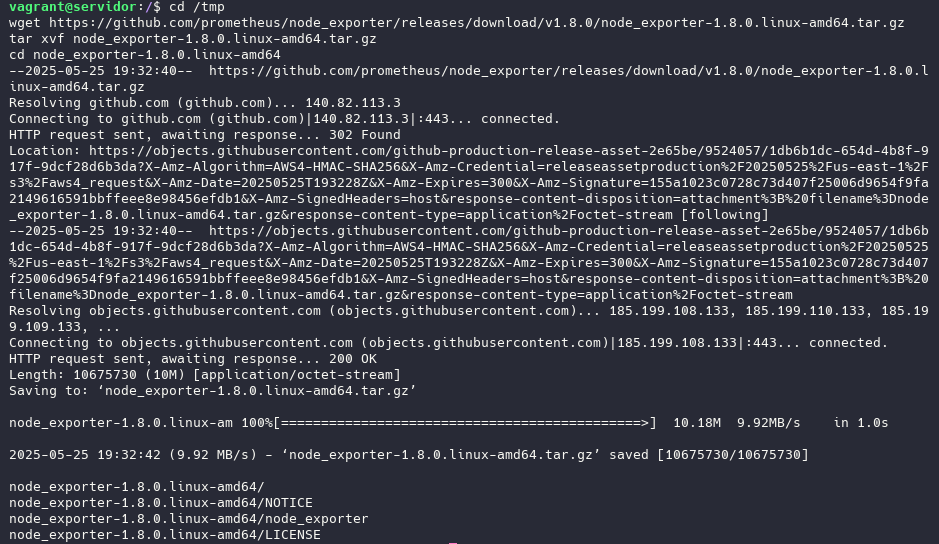 vagrant@servidor:/$ cd /tmp
wget https://github.com/prometheus/node_exporter/releases/download/v1.8.0/node_exporter-1.8.0.linux-amd64.tar.gz
tar xvf node_exporter-1.8.0.linux-amd64.tar.gz
cd node_exporter-1.8.0.linux-amd64
--2025-05-25 19:32:40--  https://github.com/prometheus/node_exporter/releases/download/v1.8.0/node_exporter-1.8.0.l
inux-amd64.tar.gz
Resolving github.com (github.com)... 140.82.113.3
Connecting to github.com (github.com)|140.82.113.3|:443... connected.
HTTP request sent, awaiting response... 302 Found
Location: https://objects.githubusercontent.com/github-production-release-asset-2e65be/9524057/1db6b1dc-654d-4b8f-9
17f-9dcf28d6b3da?X-Amz-Algorithm=AWS4-HMAC-SHA256&X-Amz-Credential=releaseassetproduction%2F20250525%2Fus-east-1%2F
s3%2Faws4_request&X-Amz-Date=20250525T193228Z&X-Amz-Expires=300&X-Amz-Signature=155a1023c0728c73d407f25006d9654f9fa
2149616591bbffeee8e98456efdb1&X-Amz-SignedHeaders=host&response-content-disposition=attachment%3B%20filename%3Dnode
_exporter-1.8.0.linux-amd64.tar.gz&response-content-type=application%2Foctet-stream [following]
--2025-05-25 19:32:40--  https://objects.githubusercontent.com/github-production-release-asset-2e65be/9524057/1db6b
1dc-654d-4b8f-917f-9dcf28d6b3da?X-Amz-Algorithm=AWS4-HMAC-SHA256&X-Amz-Credential=releaseassetproduction%2F20250525
%2Fus-east-1%2Fs3%2Faws4_request&X-Amz-Date=20250525T193228Z&X-Amz-Expires=300&X-Amz-Signature=155a1023c0728c73d407
f25006d9654f9fa2149616591bbffeee8e98456efdb1&X-Amz-SignedHeaders=host&response-content-disposition=attachment%3B%20
filename%3Dnode_exporter-1.8.0.linux-amd64.tar.gz&response-content-type=application%2Foctet-stream
Resolving objects.githubusercontent.com (objects.githubusercontent.com)... 185.199.108.133, 185.199.110.133, 185.19
9.109.133, ...
Connecting to objects.githubusercontent.com (objects.githubusercontent.com)|185.199.108.133|:443... connected.
HTTP request sent, awaiting response... 200 OK
Length: 10675730 (10M) [application/octet-stream]
Saving to: ‘node_exporter-1.8.0.linux-amd64.tar.gz’
node_exporter-1.8.0.linux-am 100%[=============================================>]  10.18M  9.92MB/s    in 1.0s
2025-05-25 19:32:42 (9.92 MB/s) - ‘node_exporter-1.8.0.linux-amd64.tar.gz’ saved [10675730/10675730]
node_exporter-1.8.0.linux-amd64/
node_exporter-1.8.0.linux-amd64/NOTICE
node_exporter-1.8.0.linux-amd64/node_exporter
node_exporter-1.8.0.linux-amd64/LICENSE